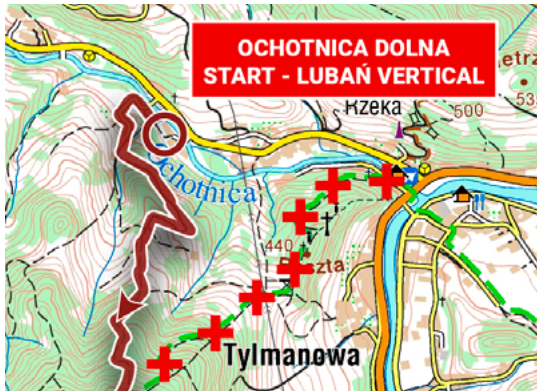 OCHOTNICA DOLNA
START - LUBAŃ VERTICAL
Rzeka
500
Ochotnica
440
Tylmanowa